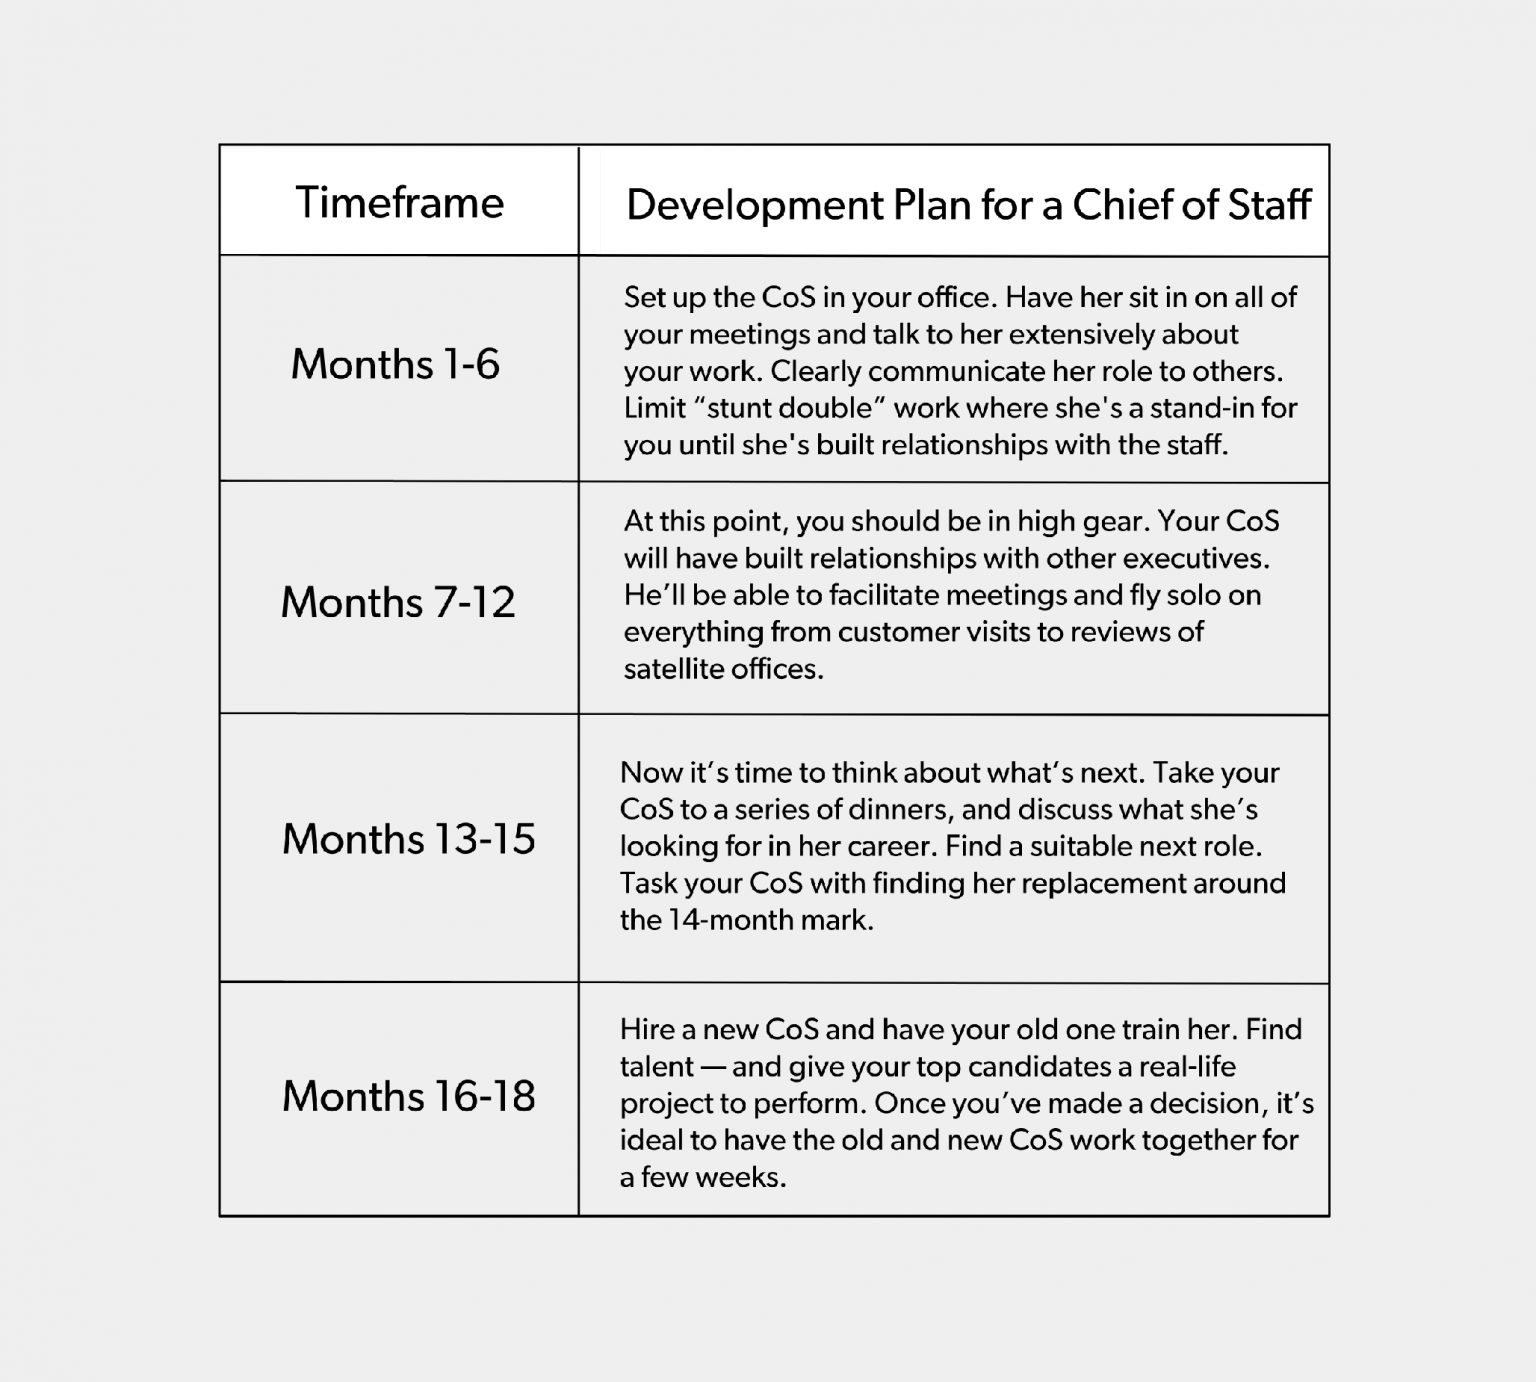 Timeframe
Development Plan for a Chief of Staff
Months 1-6
Set up the CoS in your office. Have her sit in on all of
your meetings and talk to her extensively about
your work. Clearly communicate her role to others.
Limit “stunt double” work where she's a stand-in for
you until she's built relationships with the staff.
Months 7-12
At this point, you should be in high gear. Your CoS
will have built relationships with other executives.
He’ll be able to facilitate meetings and fly solo on
everything from customer visits to reviews of
satellite offices.
Months 13-15
Now it’s time to think about what‘s next. Take your
CoS to a series of dinners, and discuss what she’s
looking for in her career. Find a suitable next role.
Task your CoS with finding her replacement around
the 14-month mark.
Months 16-18
Hire a new CoS and have your old one train her. Find
talent — and give your top candidates a real-life
project to perform. Once you’ve made a decision, it’s
ideal to have the old and new CoS work together for
a few weeks.